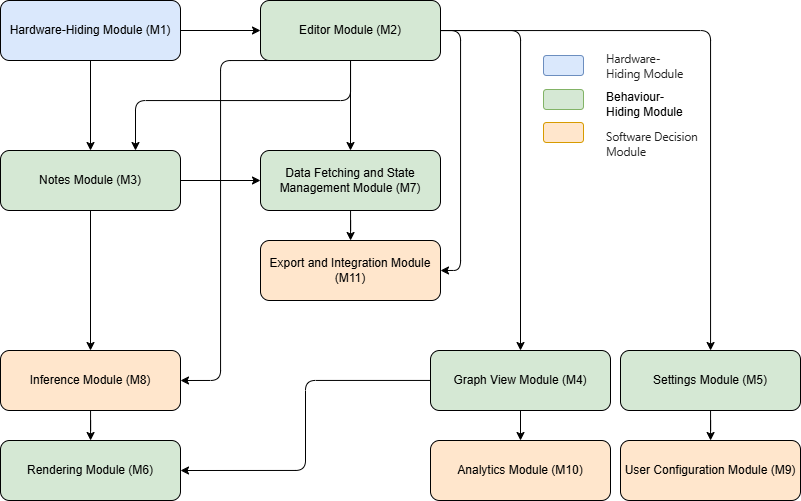 Hardware-Hiding Module (M1)
Editor Module (M2)
Hardware-
Hiding Module
Behaviour-
Hiding Module
Software Decision
Module
Notes Module (M3)
Data Fetching and State
Management Module (M7)
Export and Integration Module
(M11)
Inference Module (M8)
Graph View Module (M4)
Settings Module (M5)
Rendering Module (M6)
Analytics Module (M10)
User Configuration Module (M9)